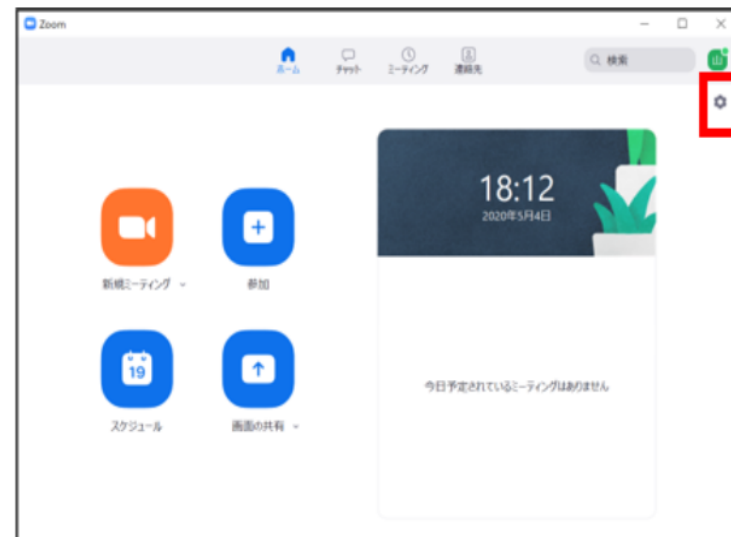 Zoom
ホーム
チャット
ミーティング
連絡先
検索
山
18:12
2020年5月4日
新規ミーティング
参加
19
スケジュール
画面の共有
今日予定されているミーティングはありません